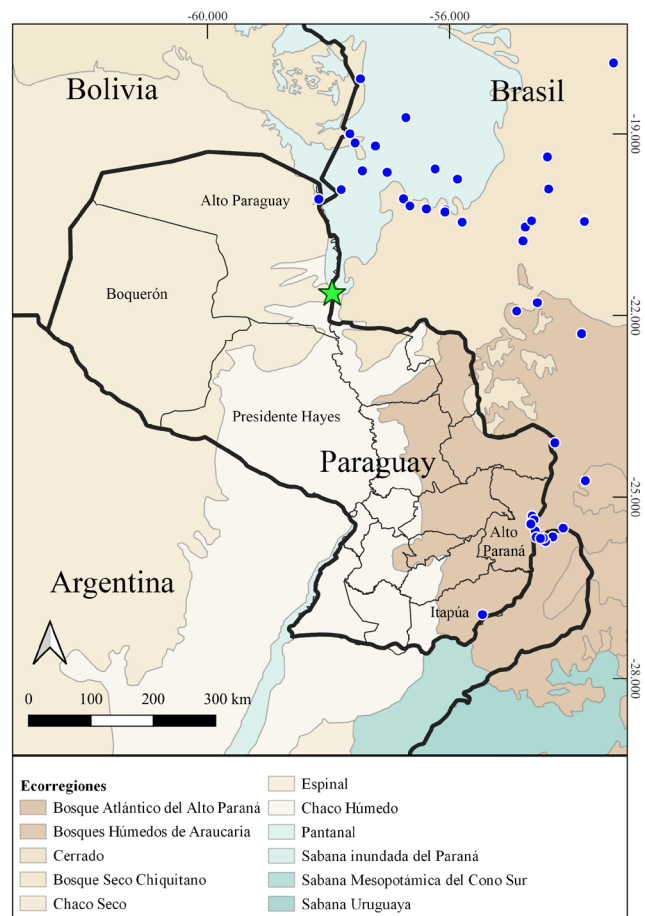 -60.000
-56.000
Bolivia
Brasil
-19.000
Alto Paraguay
Boquerón
-22.000
Presidente Hayes
Paraguay
-25.000
Alto
Paraná
Argentina
Itapúa
-28.000
0 100 200 300 km
Ecorregiones
Bosque Atlántico del Alto Paraná
Bosques Húmedos de Araucaria
Cerrado
Bosque Seco Chiquitano
Chaco Seco
Espinal
Chaco Húmedo
Pantanal
Sabana inundada del Paraná
Sabana Mesopotámica del Cono Sur
Sabana Uruguaya